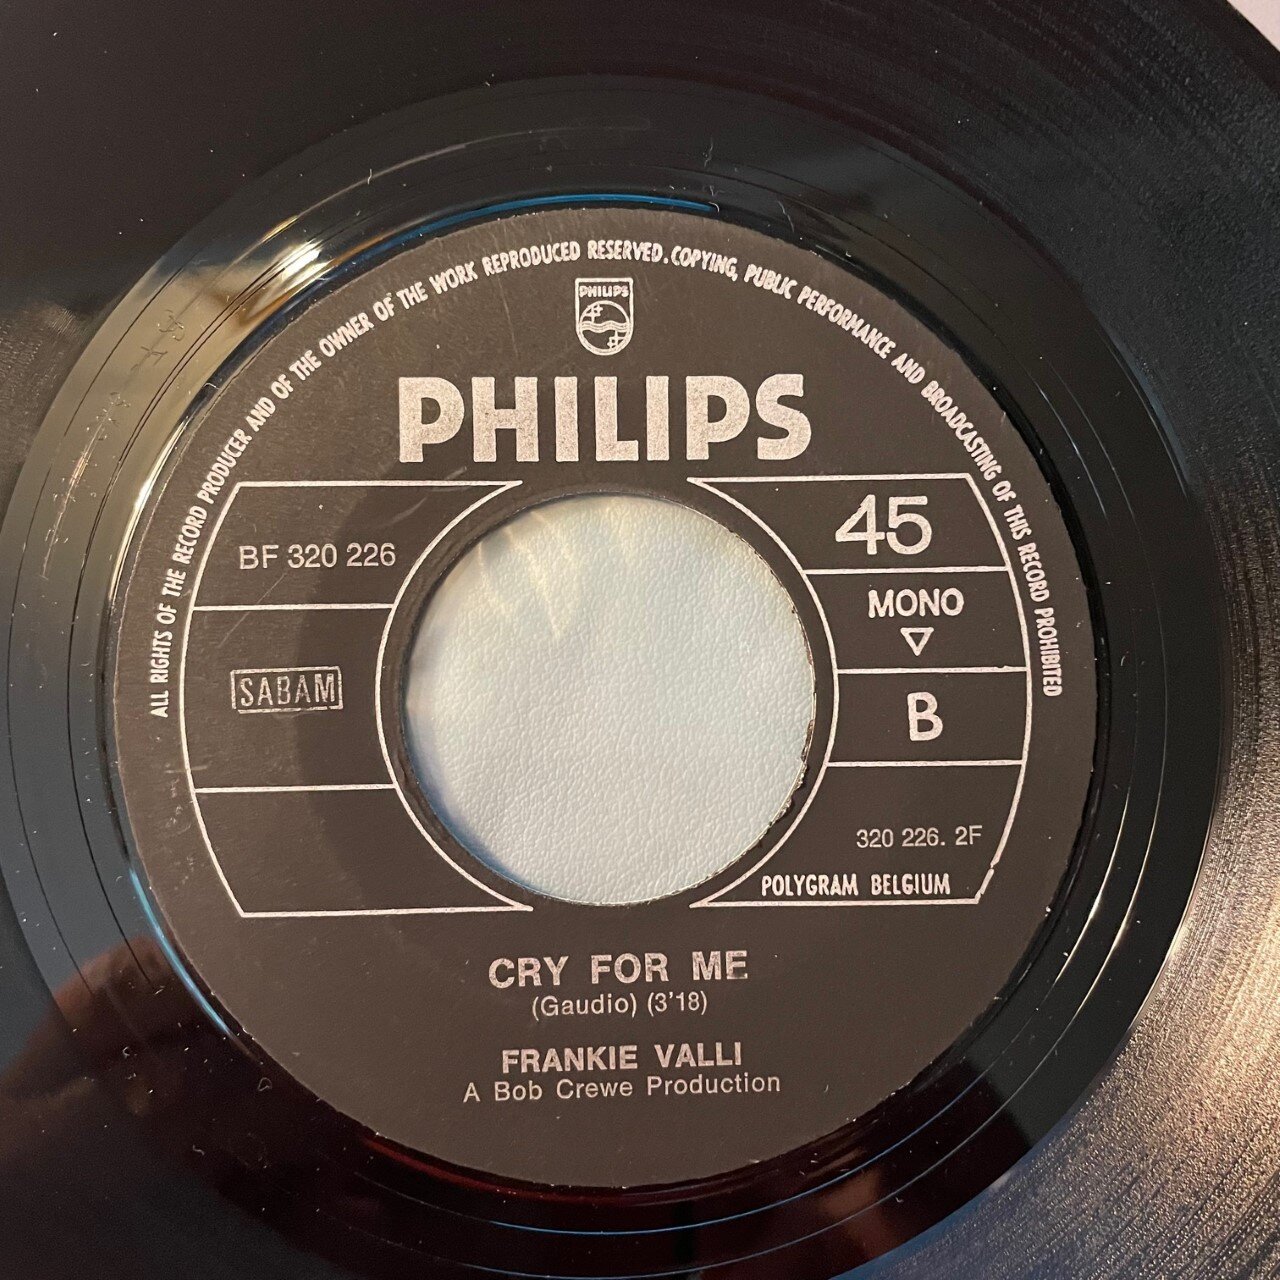 ALL RIGHTS OF THE RECORD PRODUCER AND OF THE OWNER OF THE WORK REPRODUCED RESERVED. COPYING, PUBLIC PERFORMANCE AND BROADCASTING OF THIS RECORD PROHIBITED
PHILIPS
PHILIPS
BF 320 226
SABAM
45
MONO
B
320 226. 2F
POLYGRAM BELGIUM
CRY FOR ME
(Gaudio) (3'18)
FRANKIE VALLI
A Bob Crewe Production